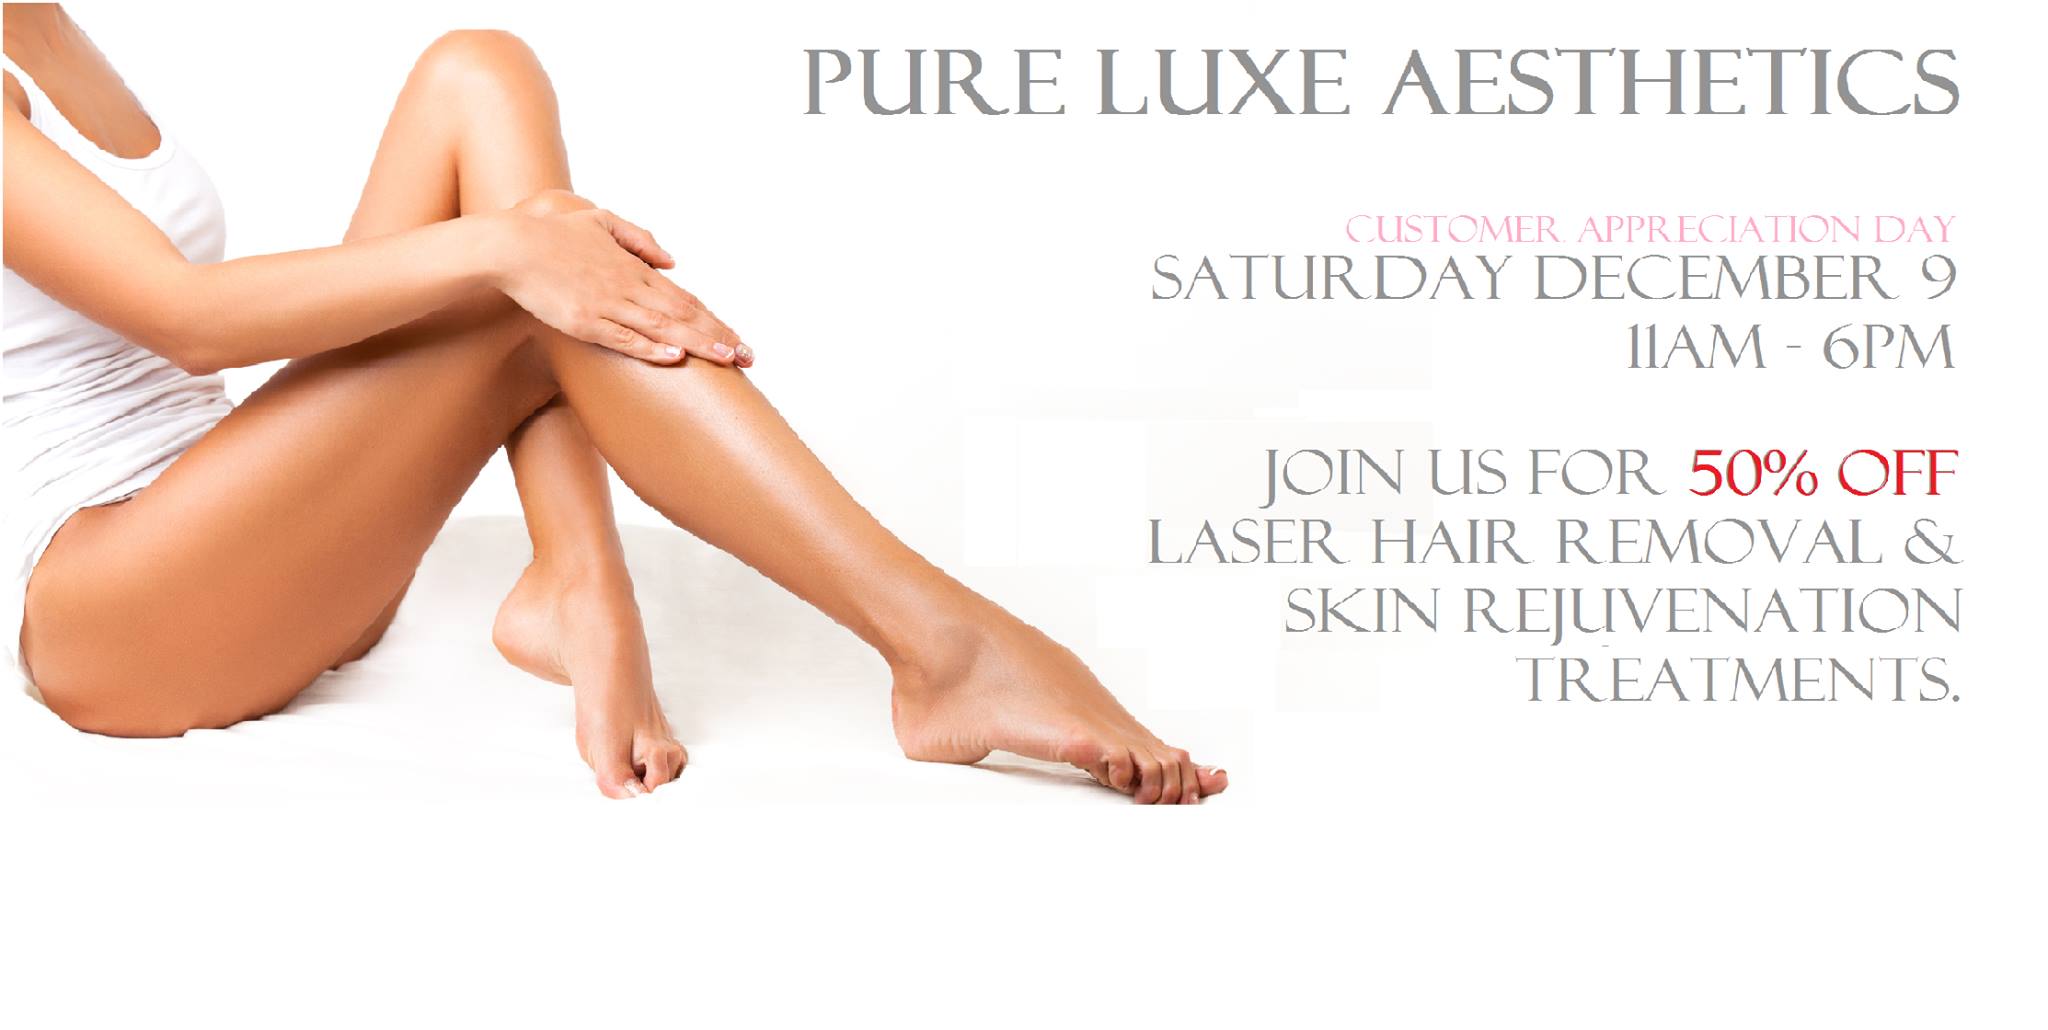 PURE LUXE AESTHETICS
CUSTOMER APPRECIATION DAY
SATURDAY DECEMBER 9
11AM - 6PM
JOIN US FOR 50% OFF
LASER HAIR REMOVAL &
SKIN REJUVENATION
TREATMENTS.